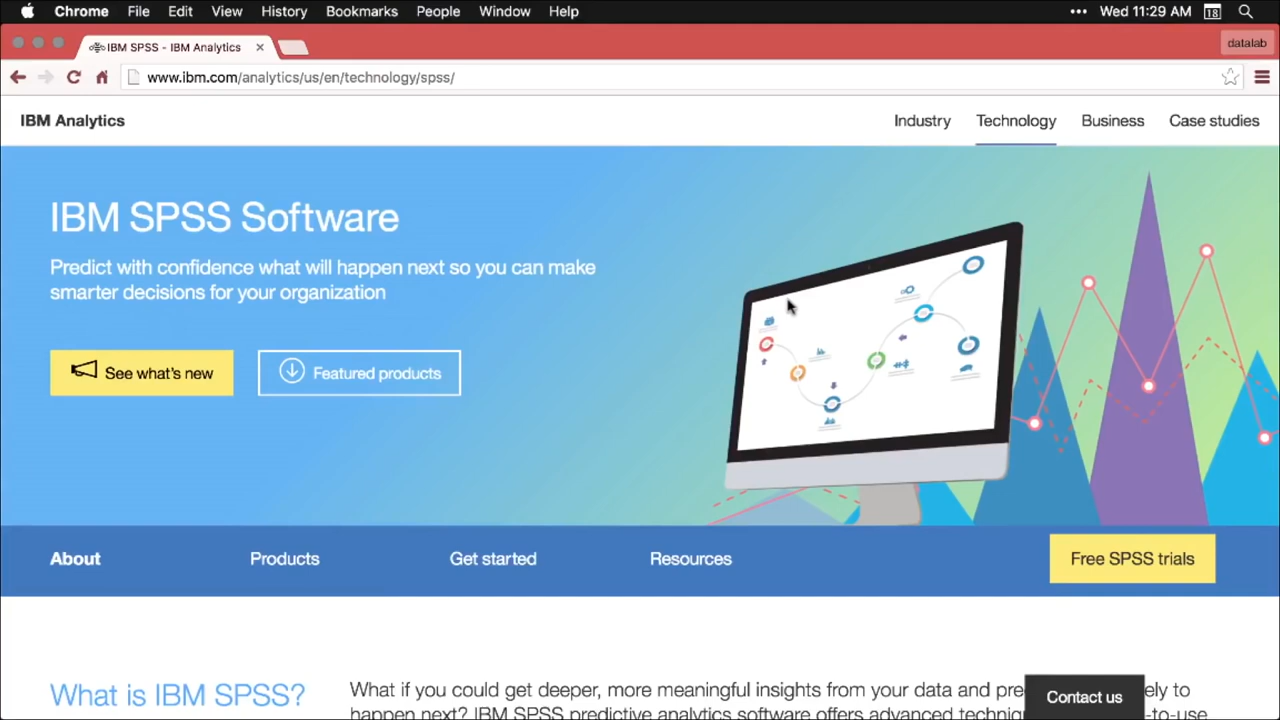 Chrome File Edit View History Bookmarks People Window Help ••• Wed 11:29 AM 18
IBM SPSS - IBM Analytics × datalab
www.ibm.com/analytics/us/en/technology/spss/
IBM Analytics Industry Technology Business Case studies
IBM SPSS Software
Predict with confidence what will happen next so you can make
smarter decisions for your organization
See what's new Featured products
About Products Get started Resources Free SPSS trials
What is IBM SPSS? What if you could get deeper, more meaningful insights from your data and pre ely to
Contact us
happen next? IBM SPSS predictive analytics software offers advanced techniq -to-use